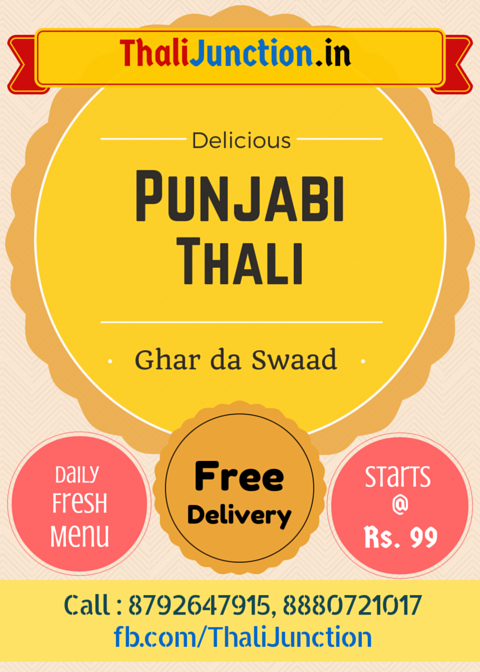 ThaliJunction.in
Delicious
PUNJABI
THALI
Ghar da Swaad
Daily
Fresh
Menu
Free
Delivery
Starts
@
Rs. 99
Call : 8792647915, 8880721017
fb.com/ThaliJunction